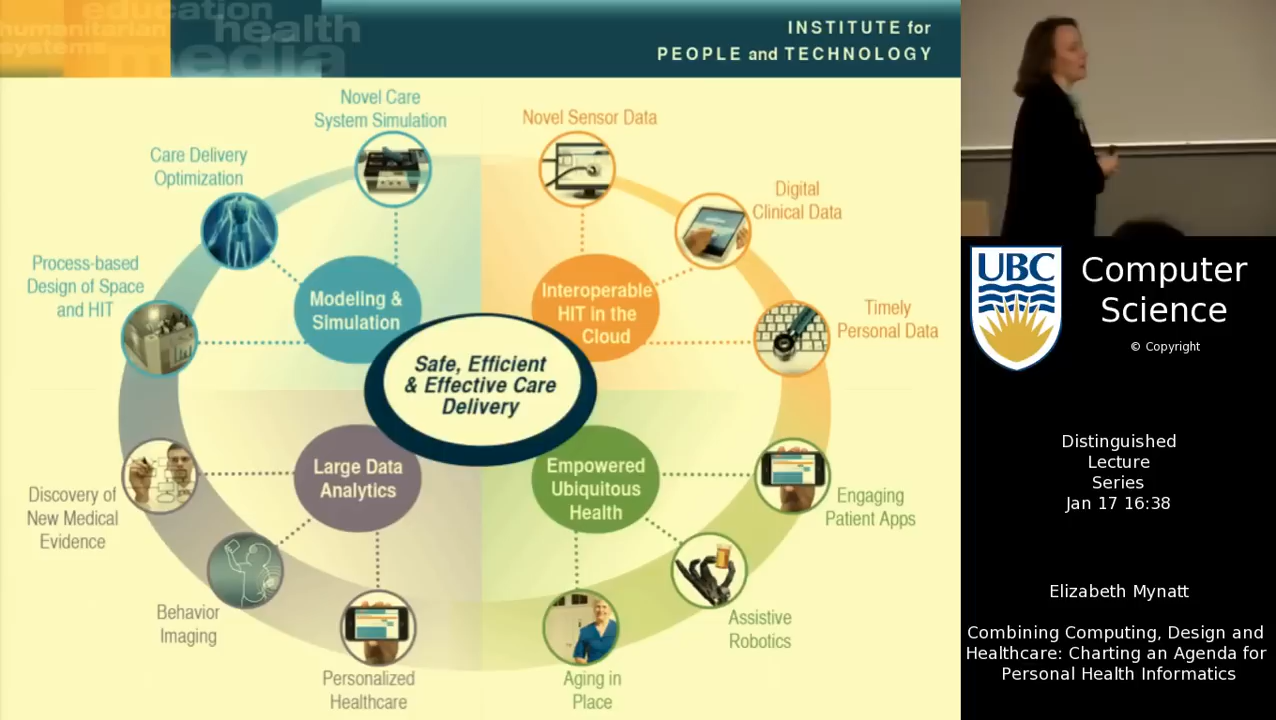 education
humanitarian
health
systems
media
INSTITUTE for
PEOPLE and TECHNOLOGY
Novel Care
System Simulation
Novel Sensor Data
Care Delivery
Optimization
Digital
Clinical Data
Process-based
Design of Space
and HIT
Modeling &
Simulation
Interoperable
HIT in the
Cloud
Timely
Personal Data
Safe, Efficient
& Effective Care
Delivery
Large Data
Analytics
Empowered
Ubiquitous
Health
Discovery of
New Medical
Evidence
Engaging
Patient Apps
Behavior
Imaging
Assistive
Robotics
Personalized
Healthcare
Aging in
Place
UBC
Computer
Science
© Copyright
Distinguished
Lecture
Series
Jan 17 16:38
Elizabeth Mynatt
Combining Computing, Design and
Healthcare: Charting an Agenda for
Personal Health Informatics